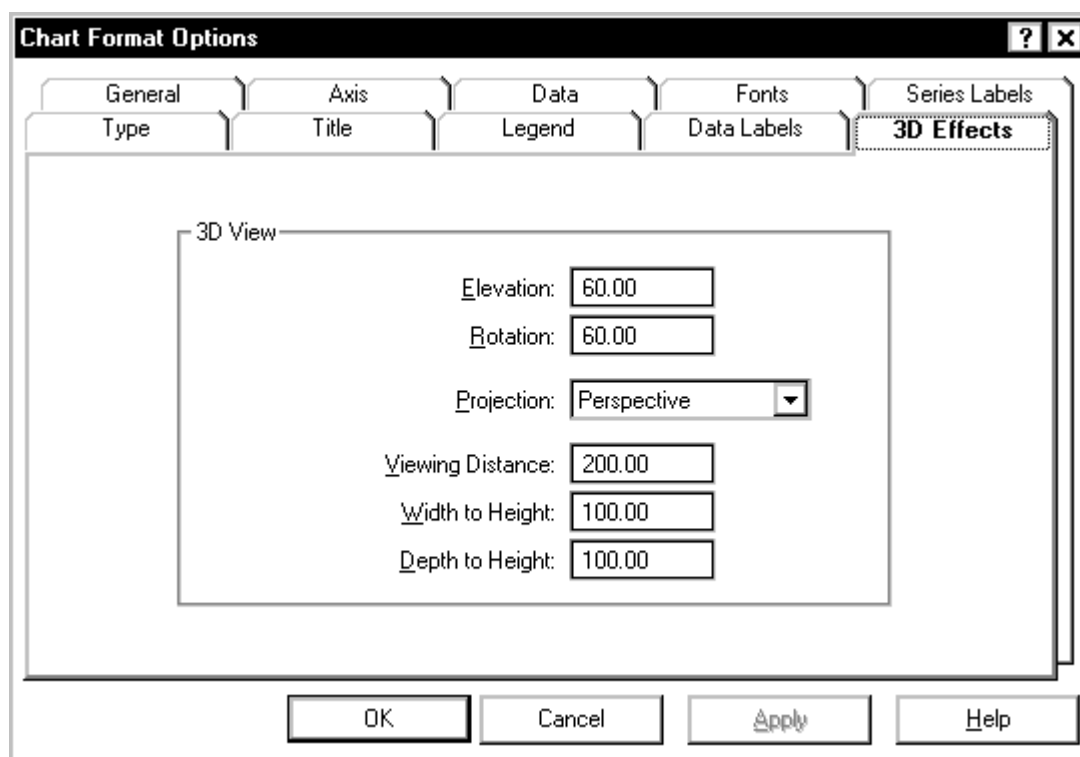 Chart Format Options
General Axis Data Fonts Series Labels
Type Title Legend Data Labels 3D Effects
3D View
Elevation: 60.00
Rotation: 60.00
Projection: Perspective
Viewing Distance: 200.00
Width to Height: 100.00
Depth to Height: 100.00
OK Cancel Apply Help